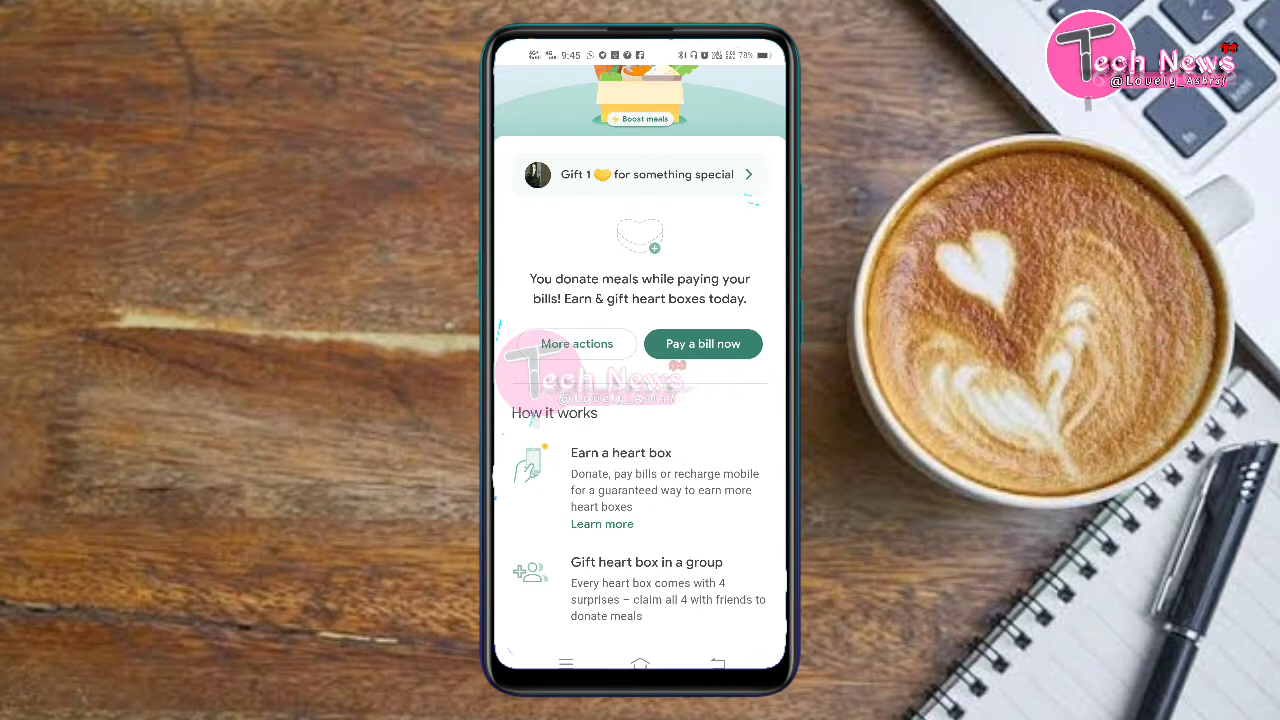 Tech News
@Lovely_Ashraf
9:45
78%
Boost meals
Gift 1 for something special
You donate meals while paying your
bills! Earn & gift heart boxes today.
More actions
Pay a bill now
Tech News
@Lovely_Ashraf
How it works
Earn a heart box
Donate, pay bills or recharge mobile
for a guaranteed way to earn more
heart boxes
Learn more
Gift heart box in a group
Every heart box comes with 4
surprises – claim all 4 with friends to
donate meals